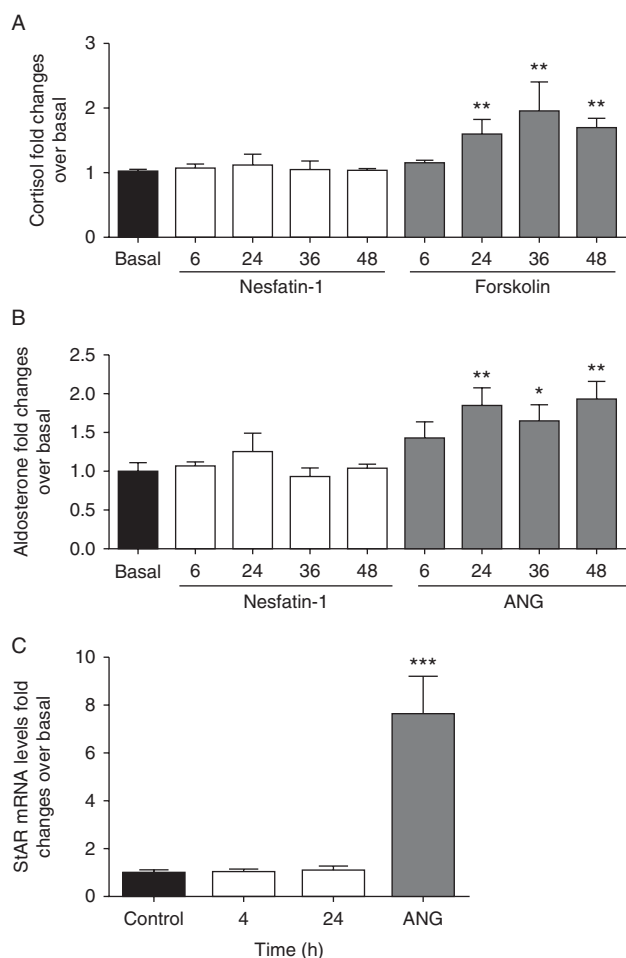 A
Cortisol fold changes
over basal
3
2
1
0
** ** **
Basal 6 24 36 48 6 24 36 48
Nesfatin-1 Forskolin
B
Aldosterone fold changes
over basal
2.5
2.0
1.5
1.0
0.5
0.0
** * **
Basal 6 24 36 48 6 24 36 48
Nesfatin-1 ANG
C
StAR mRNA levels fold
changes over basal
10
8
6
4
2
0
***
Control 4 24 ANG
Time (h)